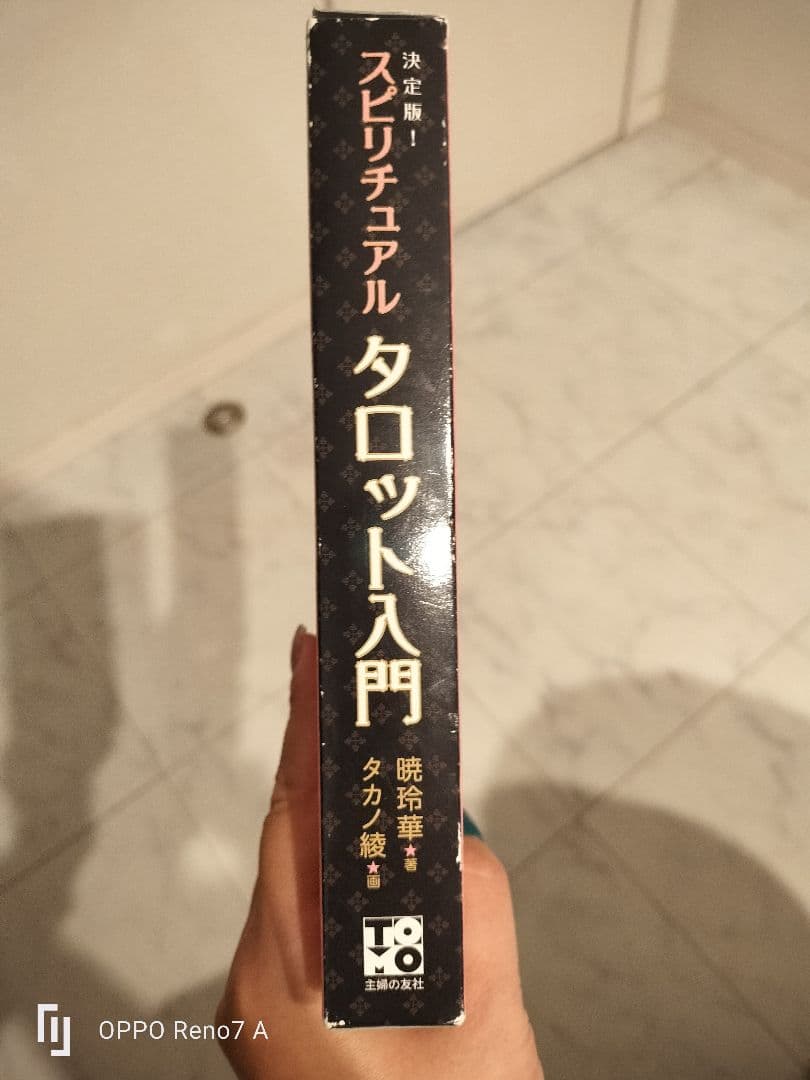 決定版！
スピリチュアル
タロット入門
暁玲華★著
タカノ綾★画
TOMO
主婦の友社
OPPO Reno7 A